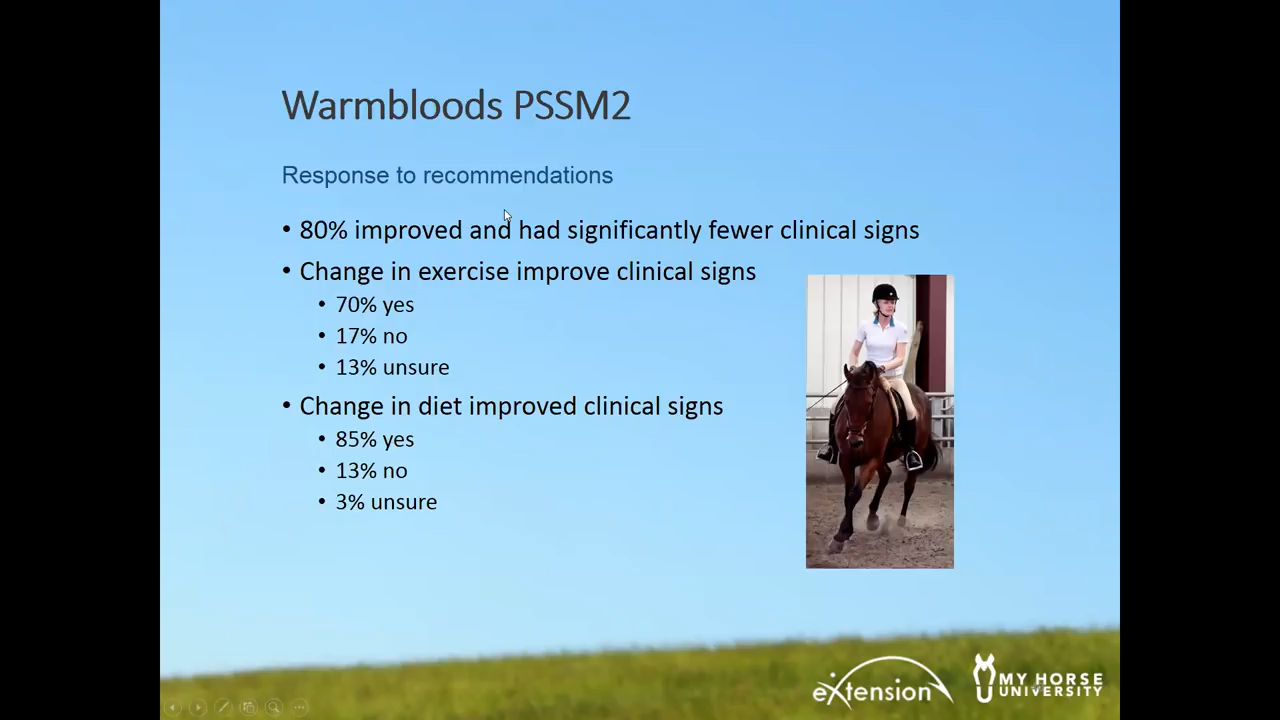 Warmbloods PSSM2
Response to recommendations
• 80% improved and had significantly fewer clinical signs
• Change in exercise improve clinical signs
• 70% yes
• 17% no
• 13% unsure
• Change in diet improved clinical signs
• 85% yes
• 13% no
• 3% unsure
eXtension
MY HORSE
UNIVERSITY